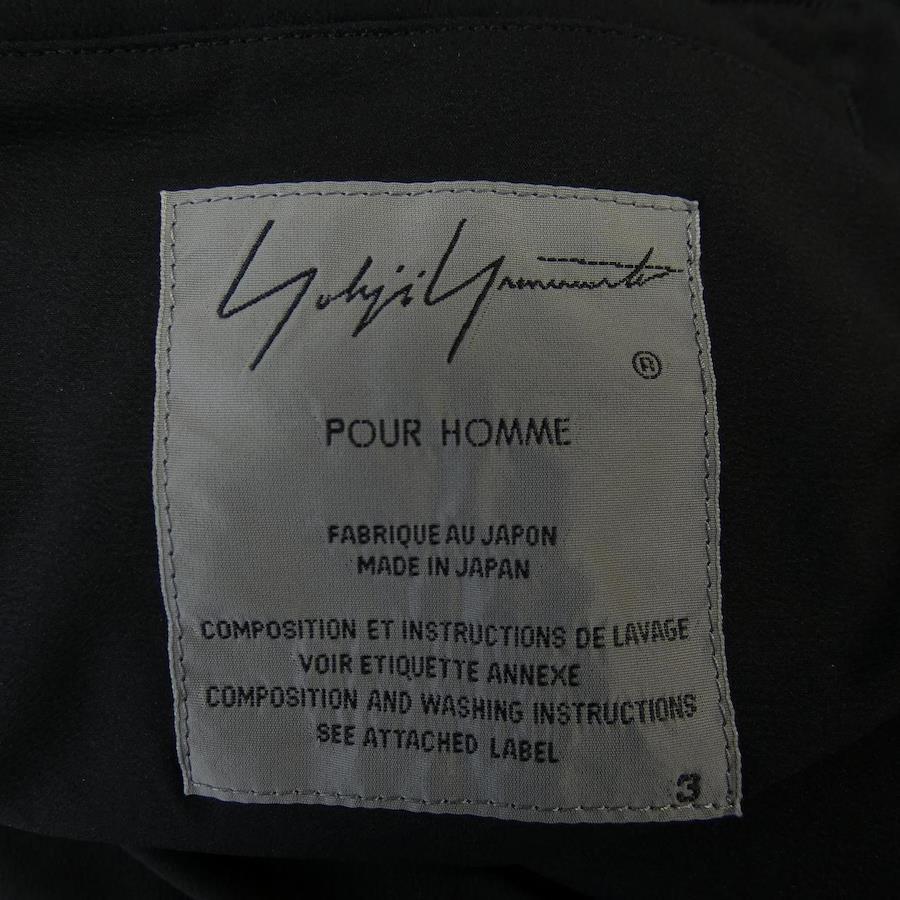 Yohji Yamamoto
®
POUR HOMME
FABRIQUE AU JAPON
MADE IN JAPAN
COMPOSITION ET INSTRUCTIONS DE LAVAGE
VOIR ETIQUETTE ANNEXE
COMPOSITION AND WASHING INSTRUCTIONS
SEE ATTACHED LABEL
3